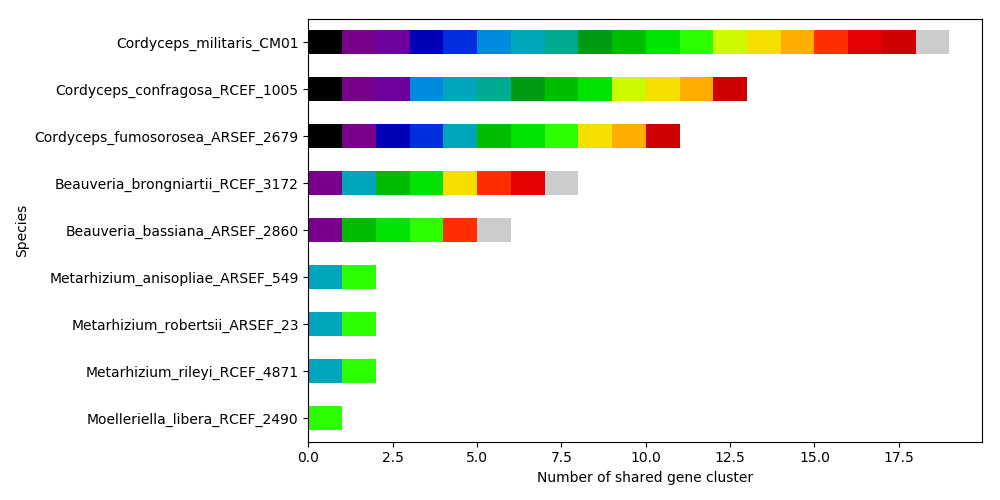 Cordyceps_militaris_CM01
Cordyceps_confragosa_RCEF_1005
Cordyceps_fumosorosea_ARSEF_2679
Beauveria_brongniartii_RCEF_3172
Beauveria_bassiana_ARSEF_2860
Metarhizium_anisopliae_ARSEF_549
Metarhizium_robertsii_ARSEF_23
Metarhizium_rileyi_RCEF_4871
Moelleriella_libera_RCEF_2490
Species
0.0 2.5 5.0 7.5 10.0 12.5 15.0 17.5
Number of shared gene cluster